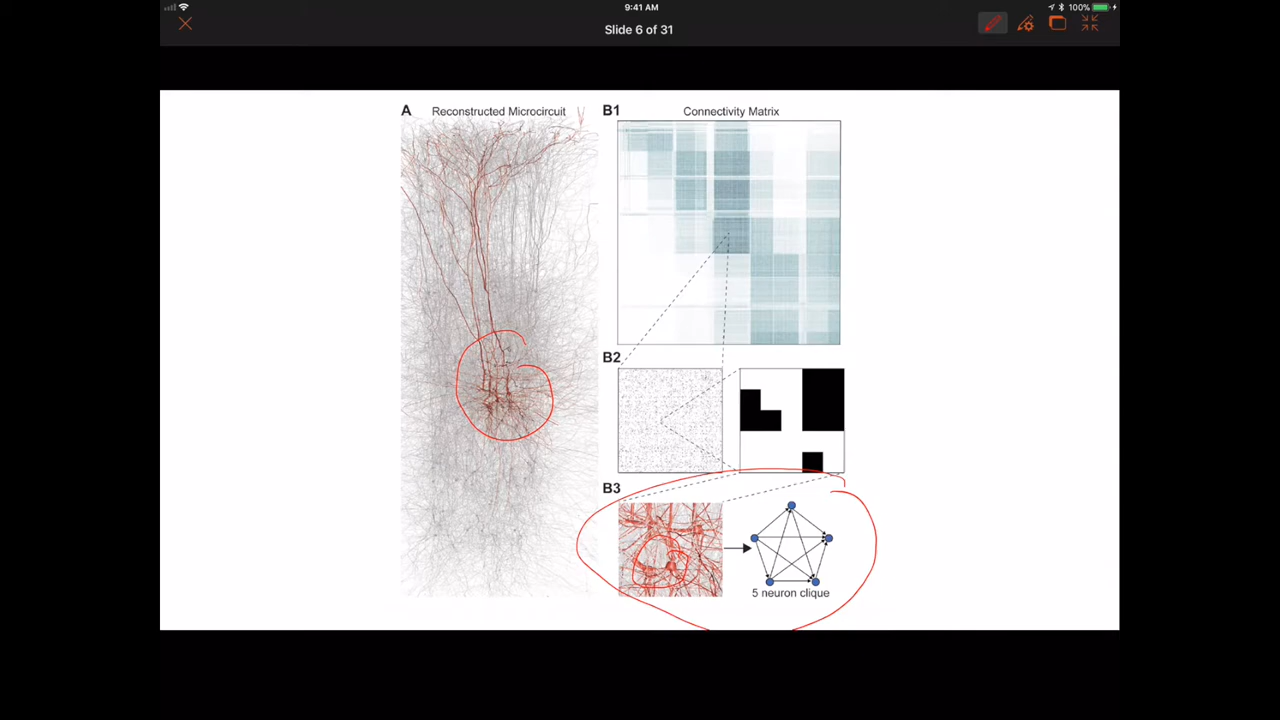 9:41 AM
100%
Slide 6 of 31
A Reconstructed Microcircuit
B1 Connectivity Matrix
B2
B3
5 neuron clique